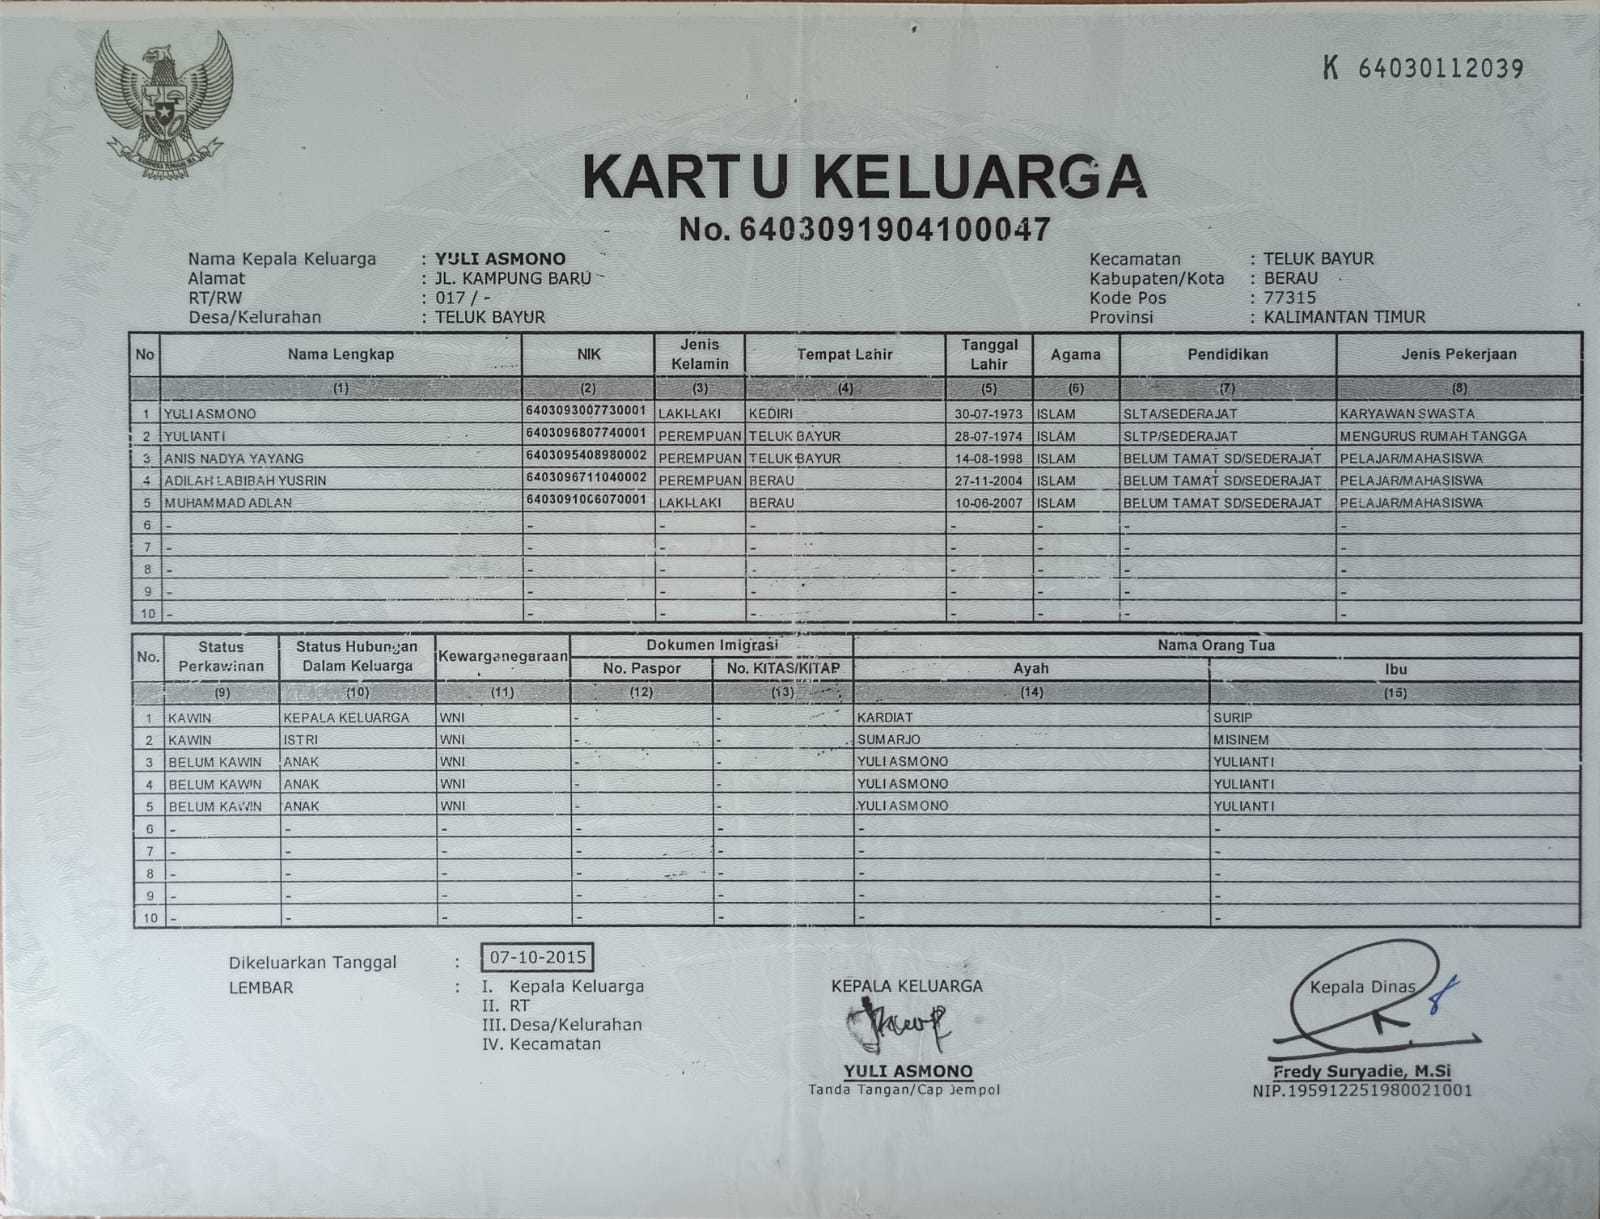 K 64030112039
KARTU KELUARGA
No. 6403091904100047
Nama Kepala Keluarga : YULI ASMONO Kecamatan : TELUK BAYUR
Alamat : JL. KAMPUNG BARU Kabupaten/Kota : BERAU
RT/RW : 017 / - Kode Pos : 77315
Desa/Kelurahan : TELUK BAYUR Provinsi : KALIMANTAN TIMUR
No Nama Lengkap NIK Jenis Kelamin Tempat Lahir Tanggal Lahir Agama Pendidikan Jenis Pekerjaan
(1) (2) (3) (4) (5) (6) (7) (8)
1 YULI ASMONO 6403093007730001 LAKI-LAKI KEDIRI 30-07-1973 ISLAM SLTA/SEDERAJAT KARYAWAN SWASTA
2 YULIANTI 6403096807740001 PEREMPUAN TELUK BAYUR 28-07-1974 ISLAM SLTP/SEDERAJAT MENGURUS RUMAH TANGGA
3 ANIS NADYA YAYANG 6403095408980002 PEREMPUAN TELUK BAYUR 14-08-1998 ISLAM BELUM TAMAT SD/SEDERAJAT PELAJAR/MAHASISWA
4 ADILAH LABIBAH YUSRIN 6403096711040002 PEREMPUAN BERAU 27-11-2004 ISLAM BELUM TAMAT SD/SEDERAJAT PELAJAR/MAHASISWA
5 MUHAMMAD ADLAN 6403091006070001 LAKI-LAKI BERAU 10-06-2007 ISLAM BELUM TAMAT SD/SEDERAJAT PELAJAR/MAHASISWA
6 - - - - - - - -
7 - - - - - - - -
8 - - - - - - - -
9 - - - - - - - -
10 - - - - - - - -
No. Status Perkawinan Status Hubungan Dalam Keluarga Kewarganegaraan Dokumen Imigrasi Nama Orang Tua
No. Paspor No. KITAS/KITAP Ayah Ibu
(9) (10) (11) (12) (13) (14) (15)
1 KAWIN KEPALA KELUARGA WNI - - KARDIAT SURIP
2 KAWIN ISTRI WNI - - SUMARJO MISINEM
3 BELUM KAWIN ANAK WNI - - YULI ASMONO YULIANTI
4 BELUM KAWIN ANAK WNI - - YULI ASMONO YULIANTI
5 BELUM KAWIN ANAK WNI - - YULI ASMONO YULIANTI
6 - - - - - - -
7 - - - - - - -
8 - - - - - - -
9 - - - - - - -
10 - - - - - - -
Dikeluarkan Tanggal : 07-10-2015
LEMBAR : I. Kepala Keluarga
II. RT
III. Desa/Kelurahan
IV. Kecamatan
KEPALA KELUARGA
YULI ASMONO
Tanda Tangan/Cap Jempol
Kepala Dinas
Fredy Suryadie, M.Si
NIP.195912251980021001